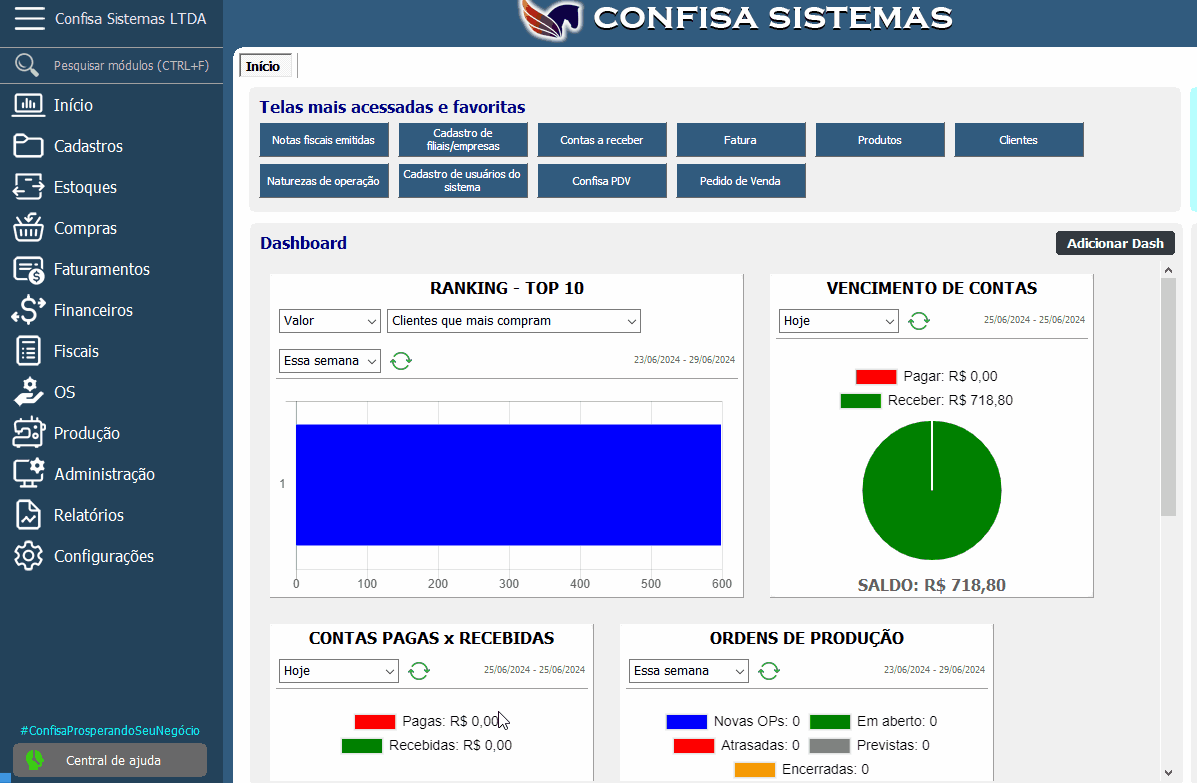 Confisa Sistemas LTDA
CONFISA SISTEMAS
Pesquisar módulos (CTRL+F)
Início
Cadastros
Estoques
Compras
Faturamentos
Financeiros
Fiscais
OS
Produção
Administração
Relatórios
Configurações
#ConfisaProsperandoSeuNegócio
Central de ajuda
Início
Telas mais acessadas e favoritas
Notas fiscais emitidas
Cadastro de
filiais/empresas
Contas a receber
Fatura
Produtos
Clientes
Naturezas de operação
Cadastro de usuários do
sistema
Confisa PDV
Pedido de Venda
Dashboard
Adicionar Dash
RANKING - TOP 10
Valor
Clientes que mais compram
Essa semana
23/06/2024 - 29/06/2024
1
0 100 200 300 400 500 600
VENCIMENTO DE CONTAS
Hoje
25/06/2024 - 25/06/2024
Pagar: R$ 0,00
Receber: R$ 718,80
SALDO: R$ 718,80
CONTAS PAGAS x RECEBIDAS
Hoje
25/06/2024 - 25/06/2024
Pagas: R$ 0,00
Recebidas: R$ 0,00
ORDENS DE PRODUÇÃO
Essa semana
23/06/2024 - 29/06/2024
Novas OPs: 0 Em aberto: 0
Atrasadas: 0 Previstas: 0
Encerradas: 0